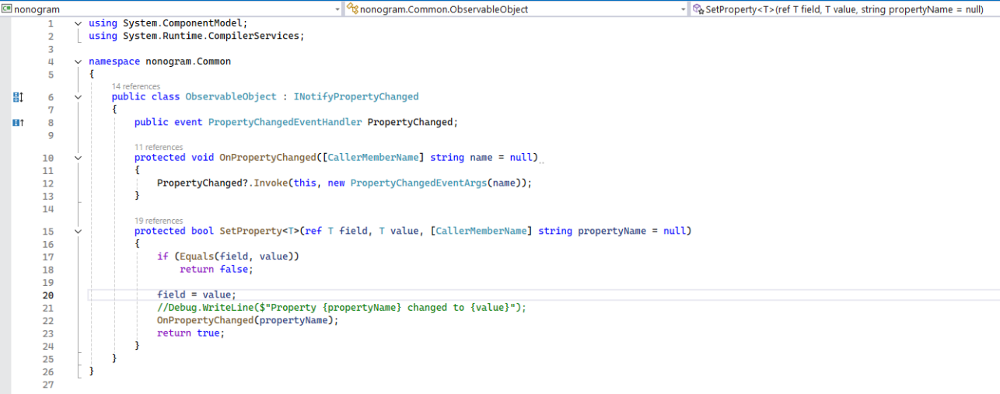 nonogram nonogram.Common.ObservableObject SetProperty<T>(ref T field, T value, string propertyName = null)
1 using System.ComponentModel;
2 using System.Runtime.CompilerServices;
3
4 namespace nonogram.Common
5 {
14 references
6 public class ObservableObject : INotifyPropertyChanged
7 {
8 public event PropertyChangedEventHandler PropertyChanged;
9
11 references
10 protected void OnPropertyChanged([CallerMemberName] string name = null)
11 {
12 PropertyChanged?.Invoke(this, new PropertyChangedEventArgs(name));
13 }
14
19 references
15 protected bool SetProperty<T>(ref T field, T value, [CallerMemberName] string propertyName = null)
16 {
17 if (Equals(field, value))
18 return false;
19
20 field = value;
21 //Debug.WriteLine($"Property {propertyName} changed to {value}");
22 OnPropertyChanged(propertyName);
23 return true;
24 }
25 }
26 }
27